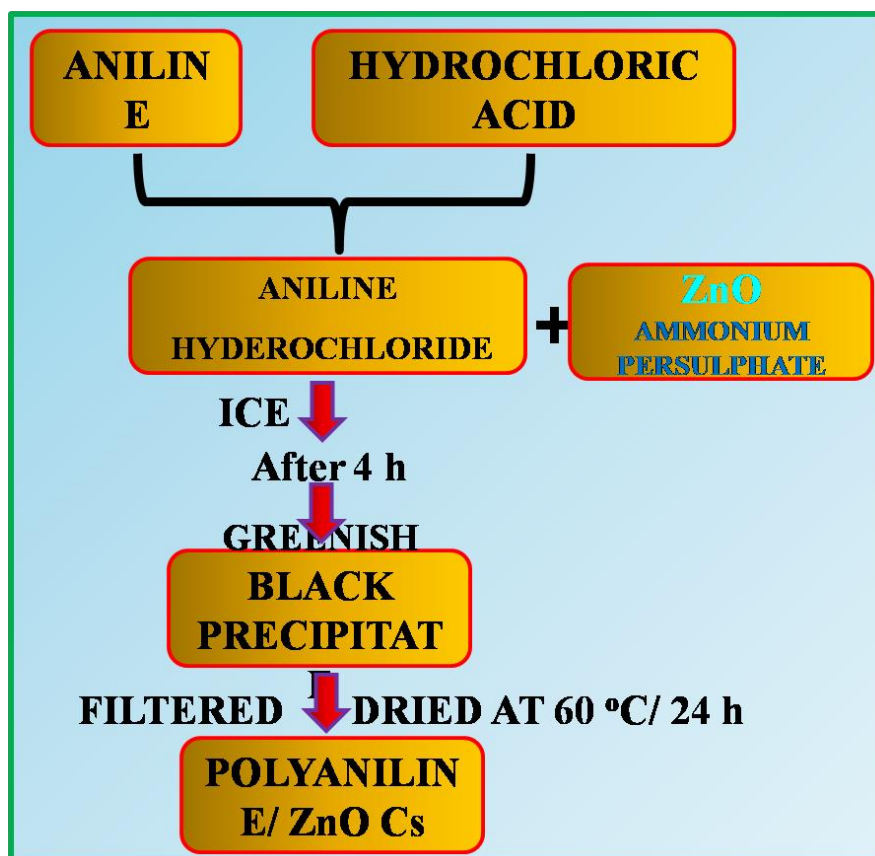 ANILIN
E
HYDROCHLORIC
ACID
ANILINE
HYDEROCHLORIDE
+
ZnO
AMMONIUM
PERSULPHATE
ICE
After 4 h
GREENISH
BLACK
PRECIPITAT
E
FILTERED
DRIED AT 60 ºC/ 24 h
POLYANILIN
E/ ZnO Cs